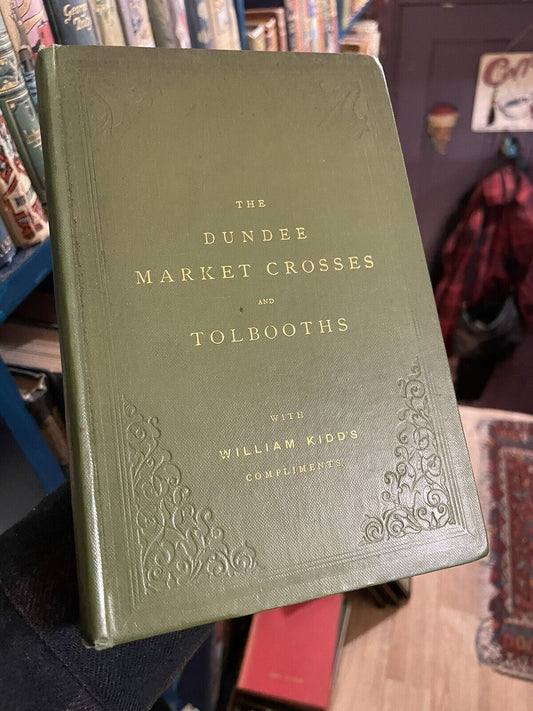 THE
DUNDEE
MARKET CROSSES
AND
TOLBOOTHS
WITH
WILLIAM KIDD'S
COMPLIMENTS.